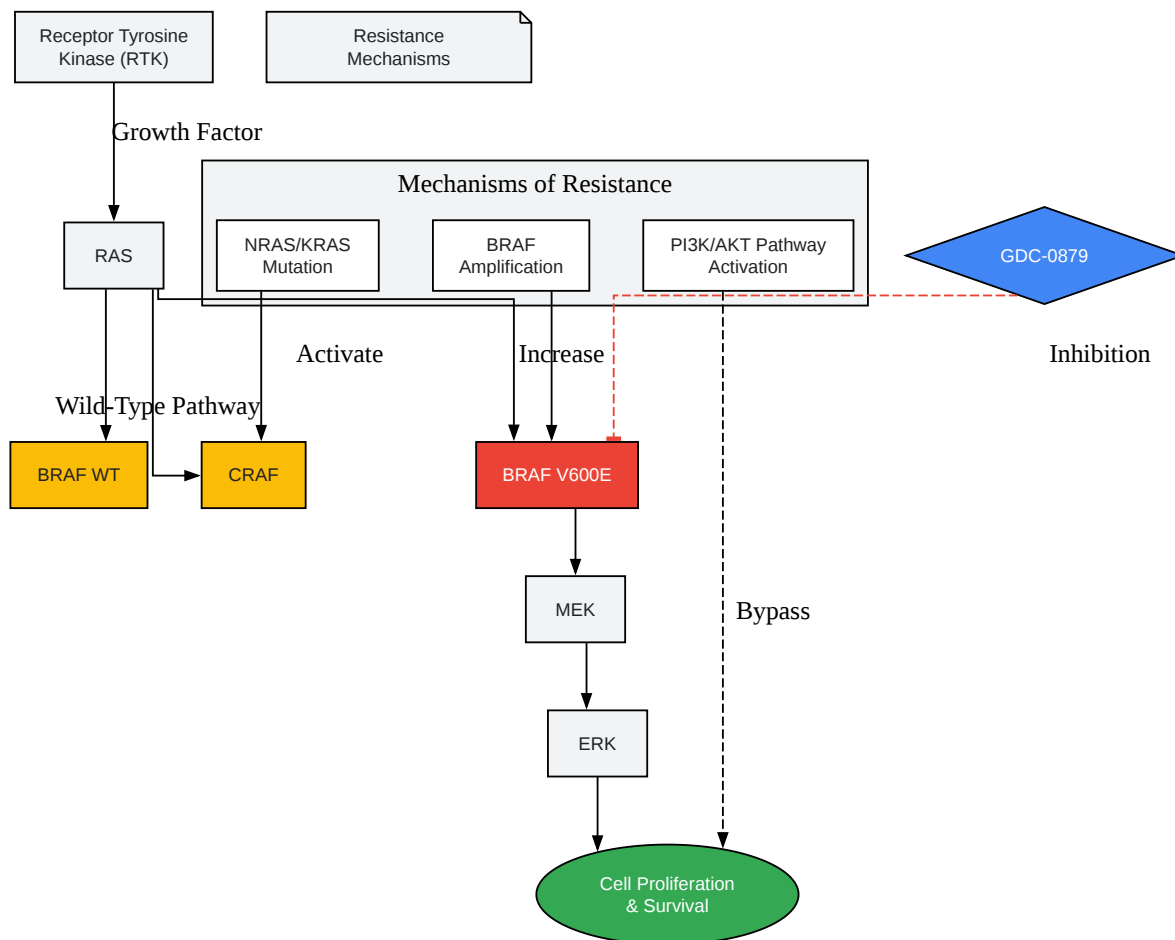 Receptor Tyrosine
Kinase (RTK)
Resistance
Mechanisms
Growth Factor
Mechanisms of Resistance
RAS
NRAS/KRAS
Mutation
BRAF
Amplification
PI3K/AKT Pathway
Activation
GDC-0879
Activate
Increase
Inhibition
Wild-Type Pathway
BRAF WT
CRAF
BRAF V600E
MEK
Bypass
ERK
Cell Proliferation
& Survival